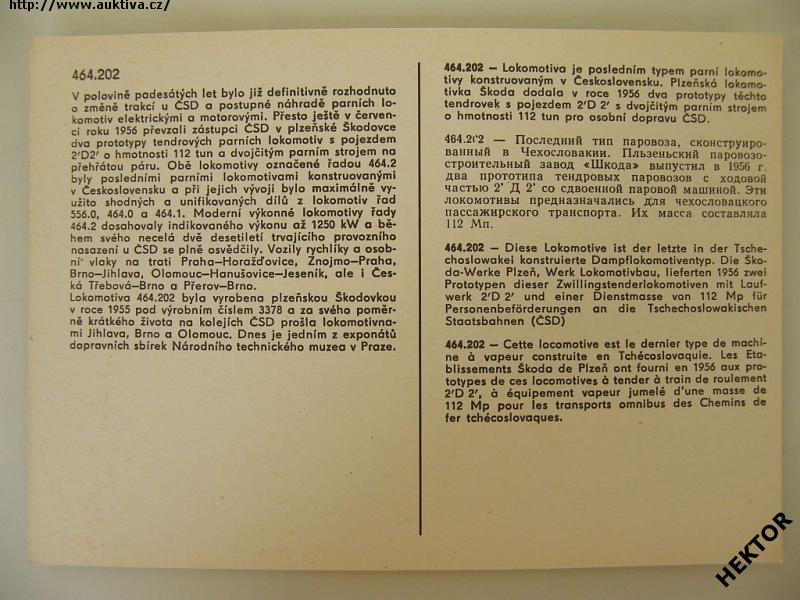 http://www.auktiva.cz/
464.202
V polovině padesátých let bylo již definitivně rozhodnuto
o změně trakcí u ČSD a postupné náhradě parních lo-
komotiv elektrickými a motorovými. Přesto ještě v červen-
ci roku 1956 převzali zástupci ČSD v plzeňské Škodovce
dva prototypy tendrových parních lokomotiv s pojezdem
2'D2' o hmotnosti 112 tun a dvojčitým parním strojem na
přehřátou páru. Obě lokomotivy označené řadou 464.2
byly posledními parními lokomotivami konstruovanými
v Československu a při jejich vývoji bylo maximálně vy-
užito shodných a unifikovaných dílů z lokomotiv řad
556.0, 464.0 a 464.1. Moderní výkonné lokomotivy řady
464.2 dosahovaly indikovaného výkonu až 1250 kW a bě-
hem svého necelá dvě desetiletí trvajícího provozního
nasazení u ČSD se plně osvědčily. Vozily rychlíky a osob-
ní vlaky na trati Praha—Horažďovice, Znojmo—Praha,
Brno—Jihlava, Olomouc—Hanušovice—Jeseník, ale i Čes-
ká Třebová—Brno a Přerov—Brno.
Lokomotiva 464.202 byla vyrobena plzeňskou Škodovkou
v roce 1955 pod výrobním číslem 3378 a za svého poměr-
ně krátkého života na kolejích ČSD prošla lokomotivna-
mi Jihlava, Brno a Olomouc. Dnes je jedním z exponátů
dopravních sbírek Národního technického muzea v Praze.
464.202 — Lokomotiva je posledním typem parní lokomo-
tivy konstruovaným v Československu. Plzeňská lokomo-
tivka Škoda dodala v roce 1956 dva prototypy těchto
tendrovek s pojezdem 2'D 2' s dvojčitým parním strojem
o hmotnosti 112 tun pro osobní dopravu ČSD.
464.202 — Последний тип паровоза, сконструиро-
ванный в Чехословакии. Пльзеньский паровозо-
строительный завод «Шкода» выпустил в 1956 г.
два прототипа тендровых паровозов с ходовой
частью 2' Д 2' со сдвоенной паровой машиной. Эти
локомотивы предназначались для чехословацкого
пассажирского транспорта. Их масса составляла
112 Мп.
464.202 — Diese Lokomotive ist der letzte in der Tsche-
choslowakei konstruierte Dampflokomotiventyp. Die Ško-
da-Werke Plzeň, Werk Lokomotivbau, lieferten 1956 zwei
Prototypen dieser Zwillingstenderlokomotiven mit Lauf-
werk 2'D 2' und einer Dienstmasse von 112 Mp für
Personenbeförderungen an die Tschechoslowakischen
Staatsbahnen (ČSD)
464.202 — Cette locomotive est le dernier type de machi-
ne à vapeur construite en Tchécoslovaquie. Les Eta-
blissements Škoda de Plzeň ont fourni en 1956 aux pro-
totypes de ces locomotives à tender à train de roulement
2'D 2', à équipement vapeur jumelé d'une masse de
112 Mp pour les transports omnibus des Chemins de
fer tchécoslovaques.
HEKTOR